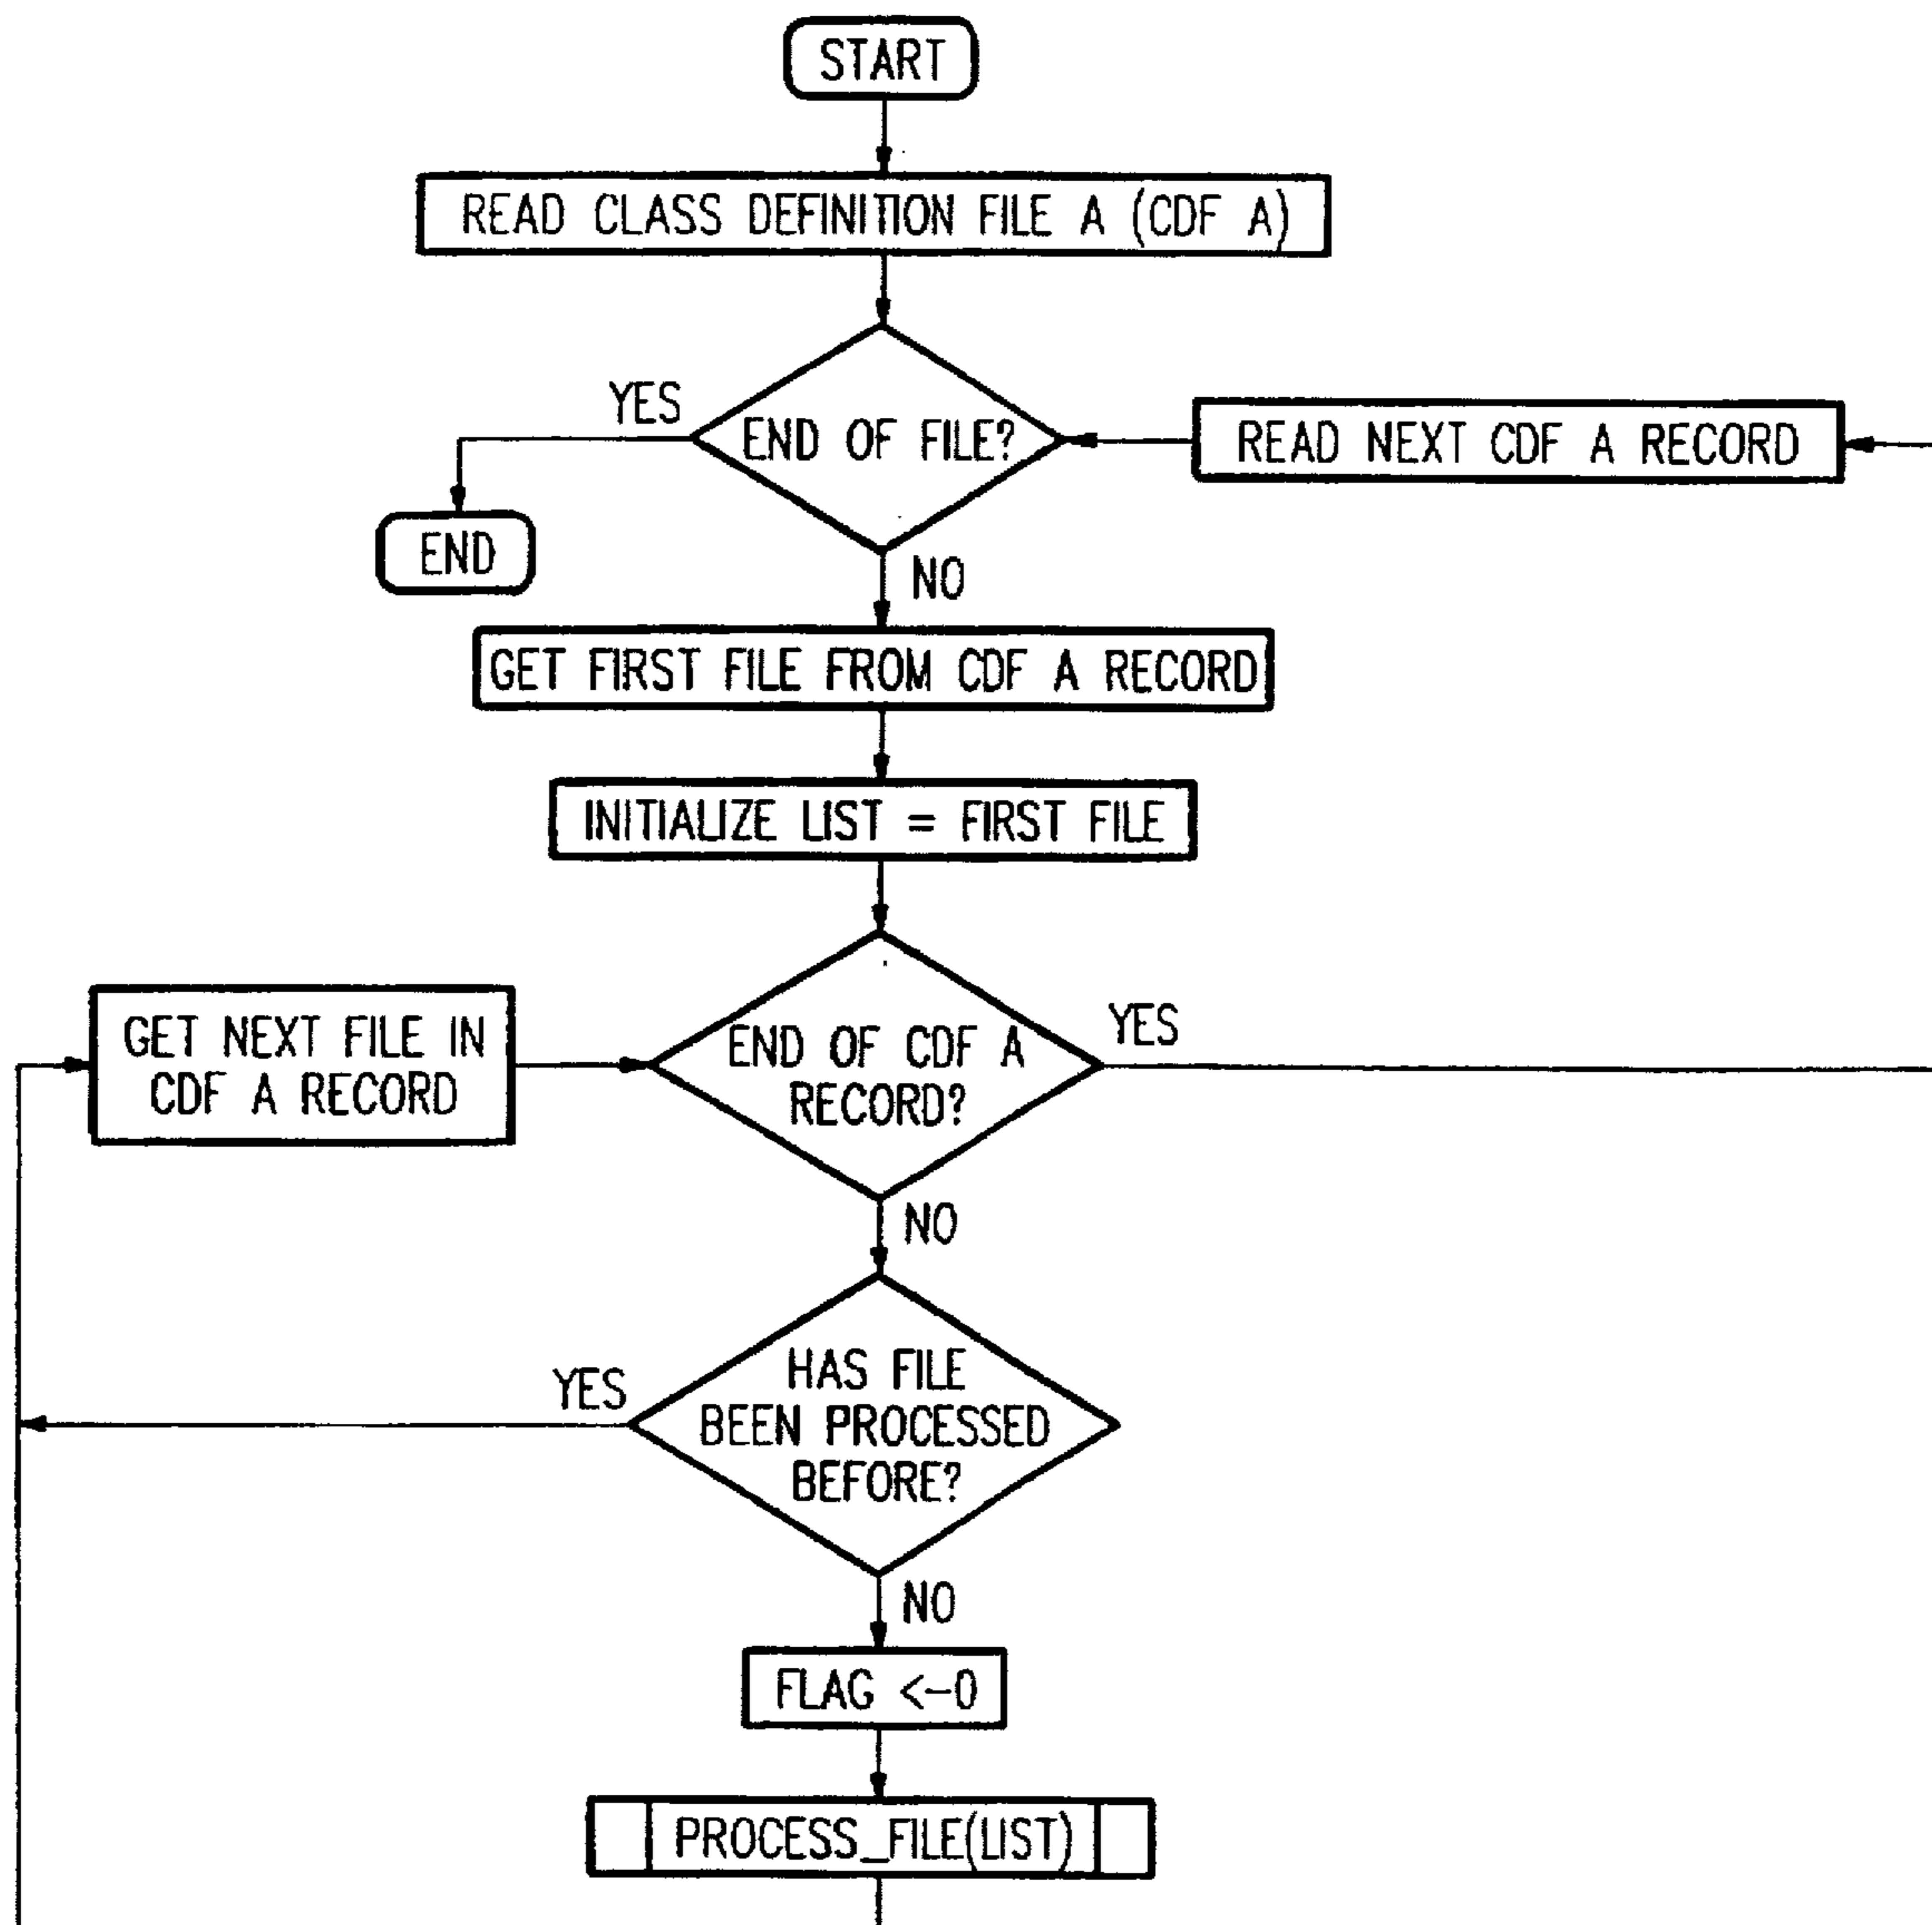 START
READ CLASS DEFINITION FILE A (CDF A)
YES
END OF FILE?
READ NEXT CDF A RECORD
END
NO
GET FIRST FILE FROM CDF A RECORD
INITIALIZE LIST = FIRST FILE
GET NEXT FILE IN
CDF A RECORD
END OF CDF A
RECORD?
YES
NO
YES
HAS FILE
BEEN PROCESSED
BEFORE?
NO
FLAG <-0
PROCESS_FILE(LIST)